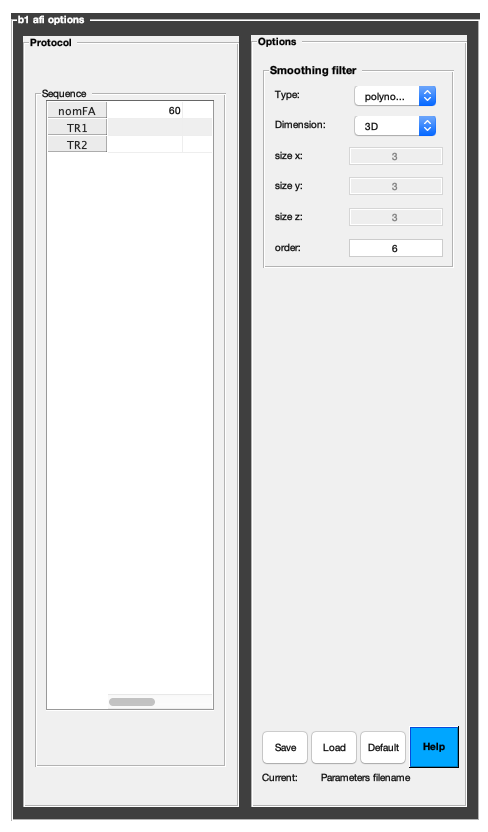 b1 afi options
Protocol
Sequence
nomFA 60
TR1
TR2
Options
Smoothing filter
Type: polyno...
Dimension: 3D
size x: 3
size y: 3
size z: 3
order: 6
Save Load Default Help
Current: Parameters filename